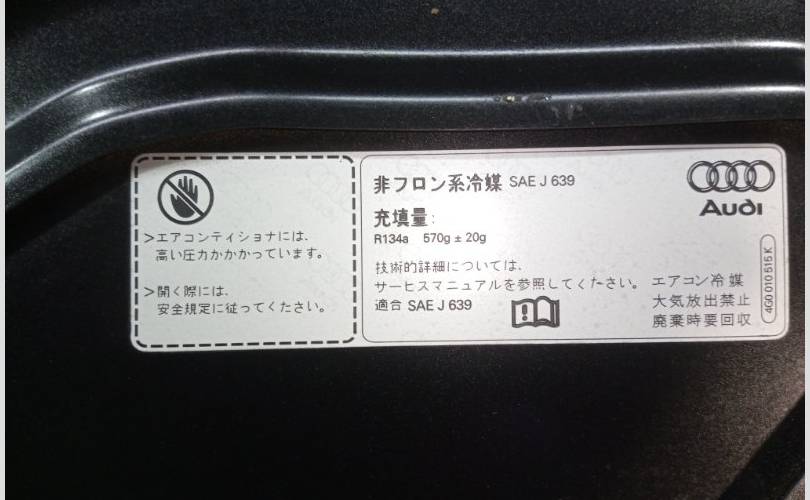 >エアコンディショナには、
高い圧力がかかっています。
>開く際には、
安全規定に従ってください。
非フロン系冷媒 SAE J 639
充填量:
R134a 570g ± 20g
技術的詳細については、
サービスマニュアルを参照してください。
適合 SAE J 639
Audi
エアコン冷媒
大気放出禁止
廃棄時要回収
4G0 010 515 K